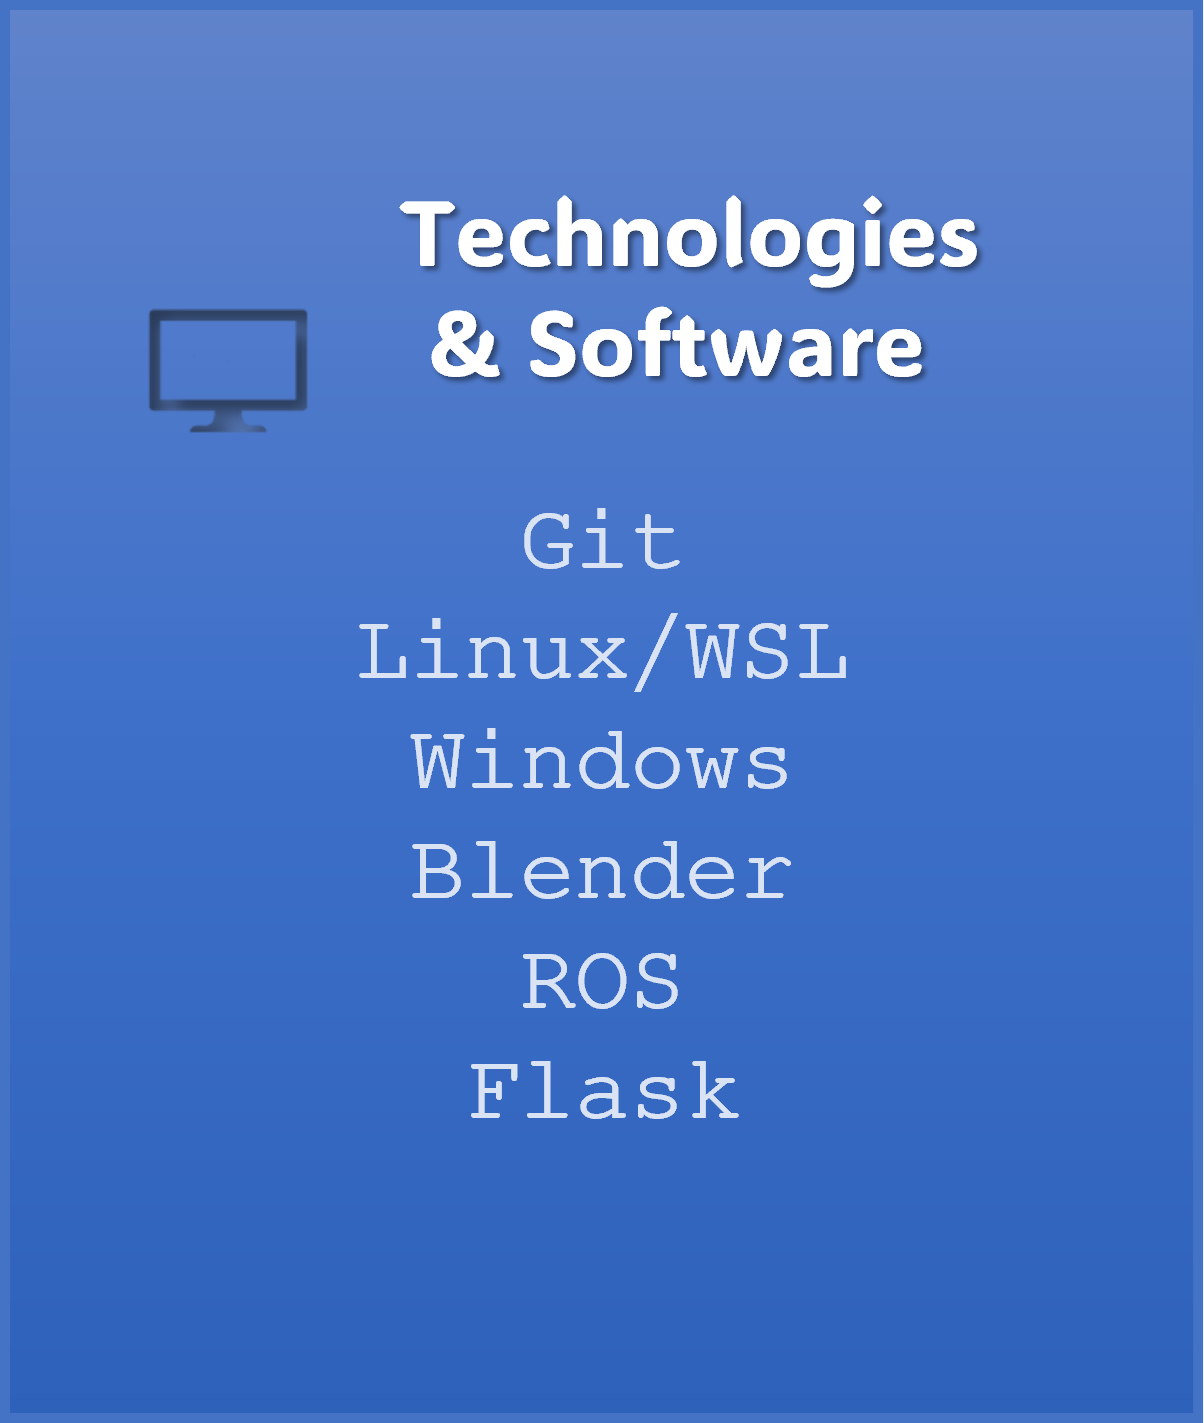 Technologies
& Software
Git
Linux/WSL
Windows
Blender
ROS
Flask